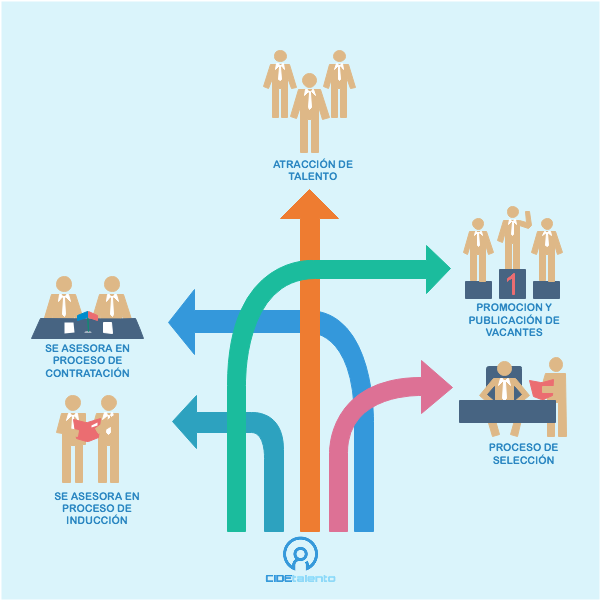 ATRACCIÓN DE
TALENTO
1
PROMOCION Y
PUBLICACIÓN DE
VACANTES
SE ASESORA EN
PROCESO DE
CONTRATACIÓN
PROCESO DE
SELECCIÓN
SE ASESORA EN
PROCESO DE
INDUCCIÓN
CIDEtalento